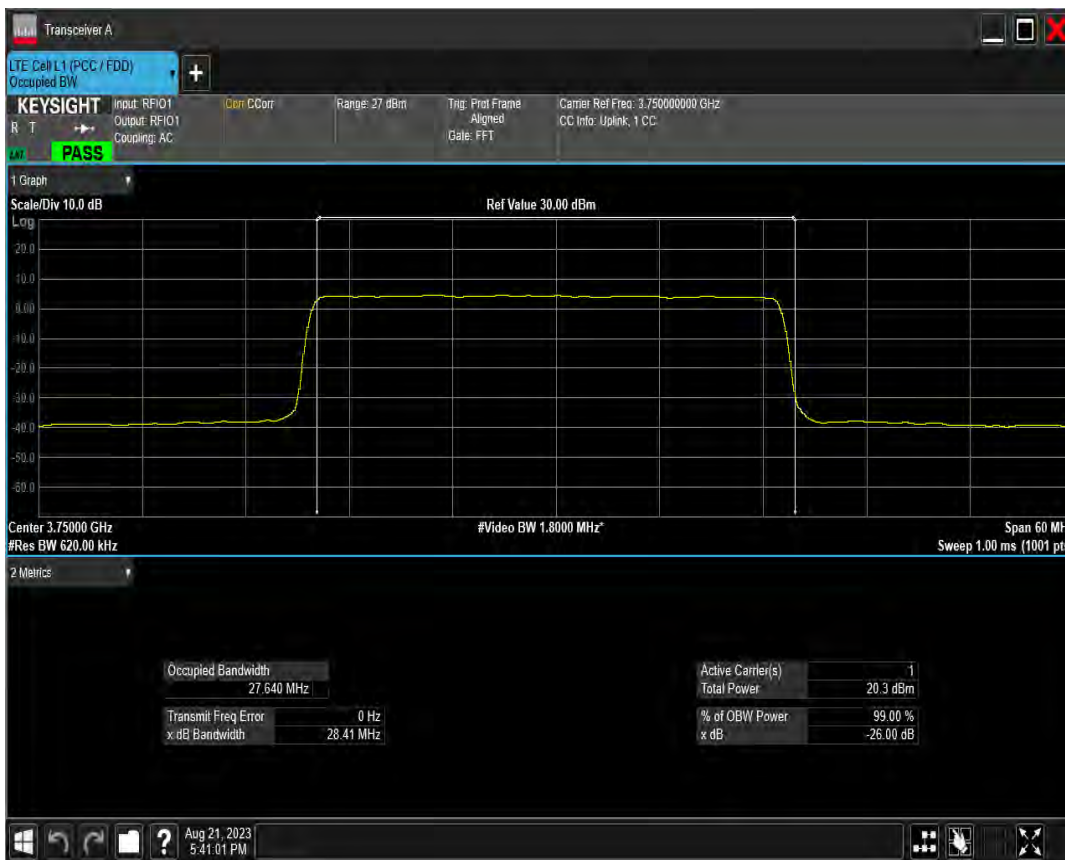 Transceiver A
LTE Cell L1 (PCC / FDD)
Occupied BW
+
KEYSIGHT
R T
PASS
Input: RFIO1
Output: RFIO1
Coupling: AC
Corr CCorr
Range: 27 dBm
Trig: Prot Frame
Aligned
Gate: FFT
Carrier Ref Freq: 3.750000000 GHz
CC Info: Uplink, 1 CC
1 Graph
Scale/Div 10.0 dB
Ref Value 30.00 dBm
Log
20.0
10.0
0.00
-10.0
-20.0
-30.0
-40.0
-50.0
-60.0
Center 3.75000 GHz
#Video BW 1.8000 MHz*
Span 60 MH
#Res BW 620.00 kHz
Sweep 1.00 ms (1001 pt
2 Metrics
Occupied Bandwidth
27.640 MHz
Transmit Freq Error 0 Hz
x dB Bandwidth 28.41 MHz
Active Carrier(s) 1
Total Power 20.3 dBm
% of OBW Power 99.00 %
x dB -26.00 dB
?
Aug 21, 2023
5:41:01 PM